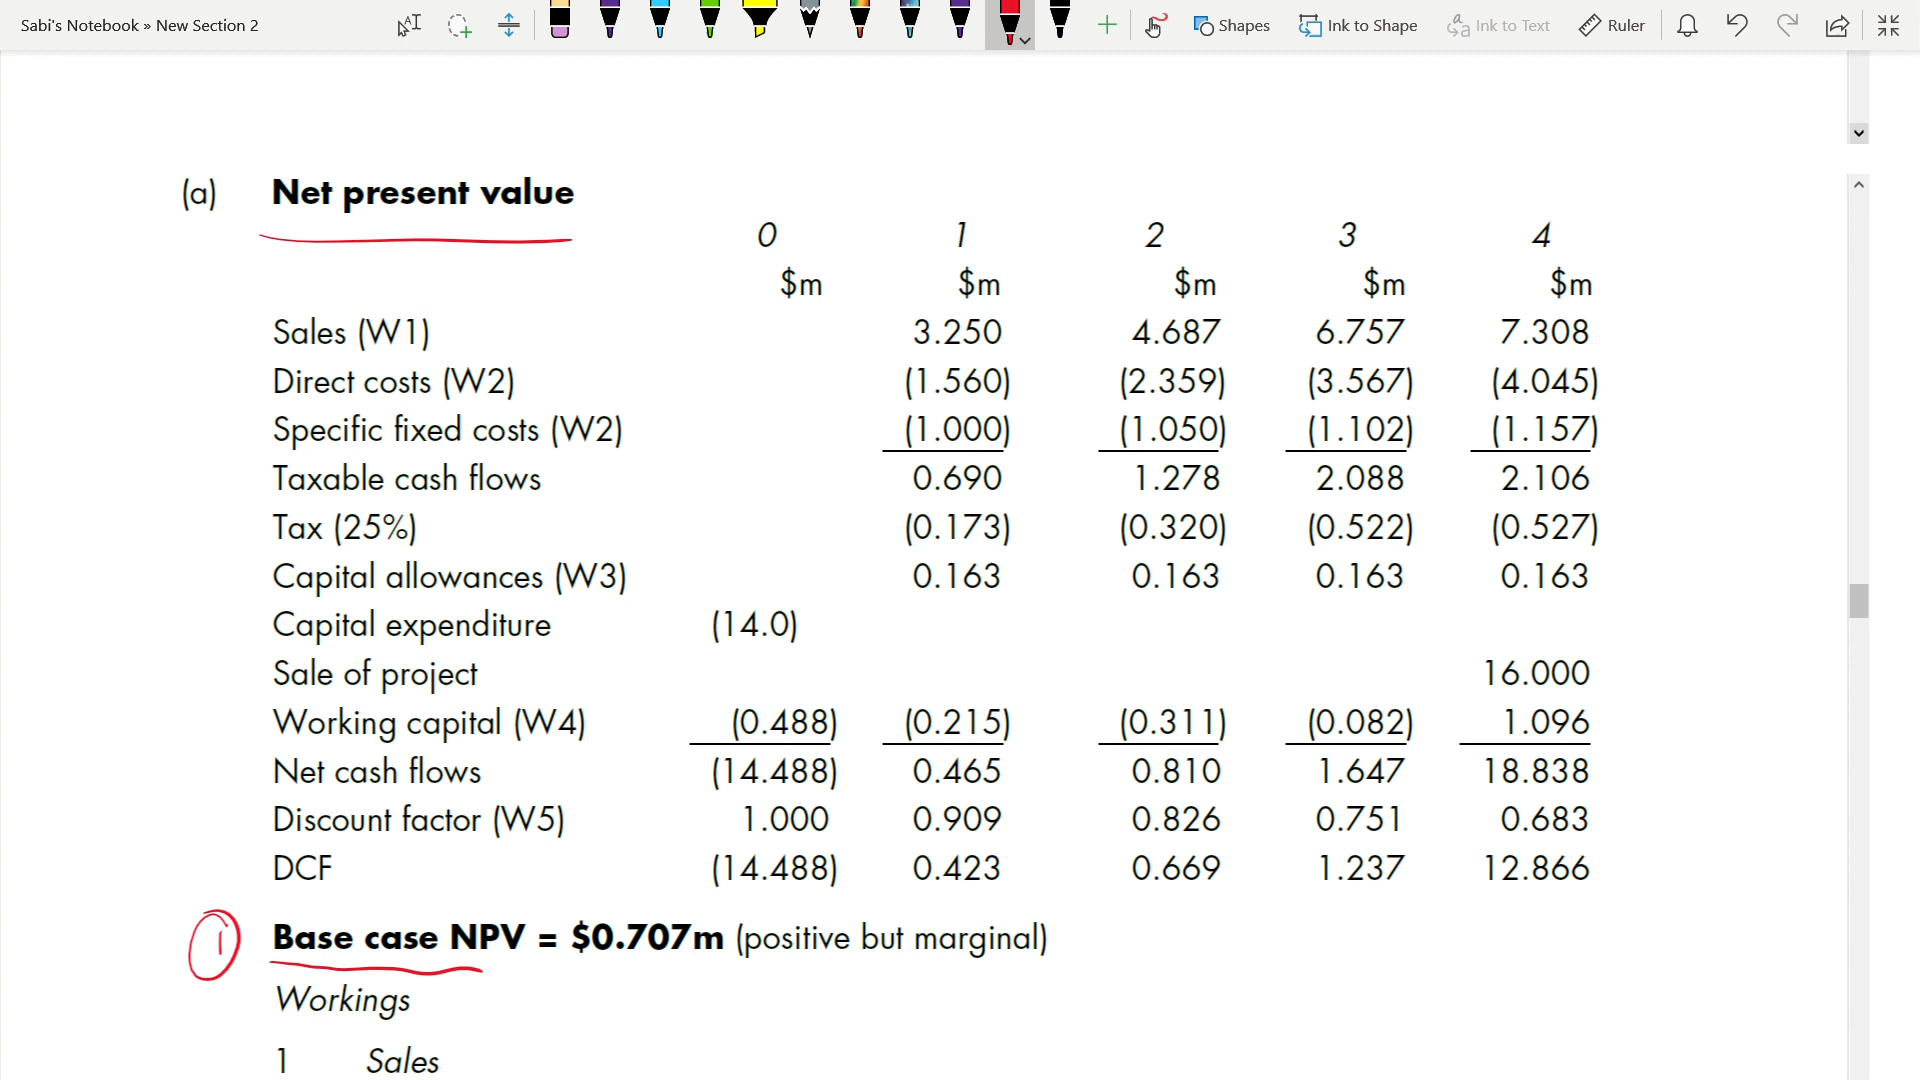 Sabi's Notebook » New Section 2 Shapes Ink to Shape Ink to Text Ruler
(a) Net present value
0 1 2 3 4
$m $m $m $m $m
Sales (W1) 3.250 4.687 6.757 7.308
Direct costs (W2) (1.560) (2.359) (3.567) (4.045)
Specific fixed costs (W2) (1.000) (1.050) (1.102) (1.157)
Taxable cash flows 0.690 1.278 2.088 2.106
Tax (25%) (0.173) (0.320) (0.522) (0.527)
Capital allowances (W3) 0.163 0.163 0.163 0.163
Capital expenditure (14.0)
Sale of project 16.000
Working capital (W4) (0.488) (0.215) (0.311) (0.082) 1.096
Net cash flows (14.488) 0.465 0.810 1.647 18.838
Discount factor (W5) 1.000 0.909 0.826 0.751 0.683
DCF (14.488) 0.423 0.669 1.237 12.866
1 Base case NPV = $0.707m (positive but marginal)
Workings
1 Sales